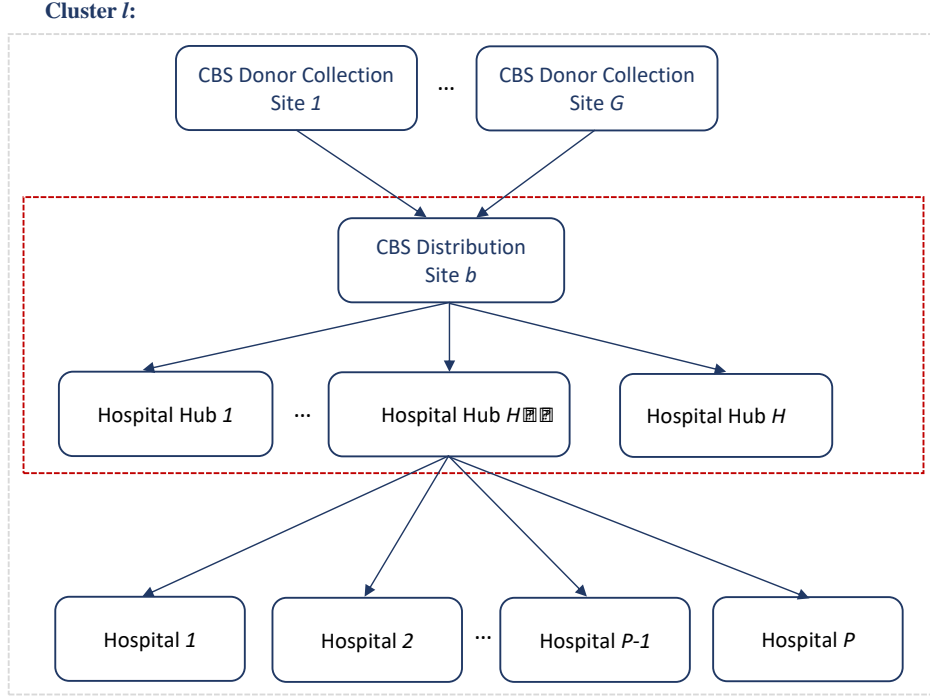 Cluster l:
CBS Donor Collection
Site 1
...
CBS Donor Collection
Site G
CBS Distribution
Site b
Hospital Hub 1
...
Hospital Hub H
Hospital Hub H
Hospital 1
Hospital 2
...
Hospital P-1
Hospital P